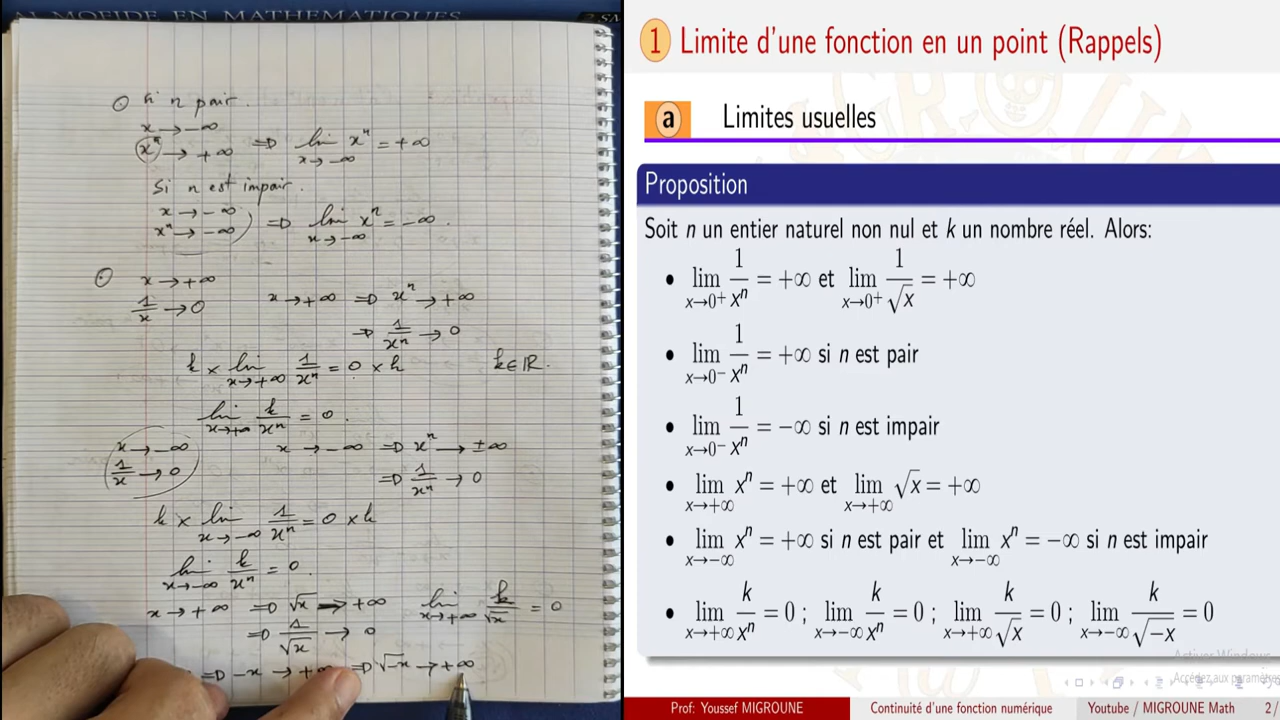 AL MOFIDE EN MATHEMATIQUES
⊙ Si n pair.
x → -∞
xⁿ → +∞ ⇒ lim xⁿ = +∞
x → -∞
Si n est impair.
x → -∞
xⁿ → -∞ ⇒ lim xⁿ = -∞.
x → -∞
⊙ x → +∞
1/x → 0 x → +∞ ⇒ xⁿ → +∞
⇒ 1/xⁿ → 0
k × lim 1/xⁿ = 0 × k k ∈ ℝ.
x → +∞
lim k/xⁿ = 0.
x → +∞
x → -∞ x → -∞ ⇒ xⁿ → ±∞
1/x → 0 ⇒ 1/xⁿ → 0
k × lim 1/xⁿ = 0 × k
x → -∞
lim k/xⁿ = 0.
x → -∞
x → +∞ ⇒ √x → +∞ lim k/√x = 0
x → +∞
⇒ 1/√x → 0
⇒ -x → +∞ ⇒ √-x → +∞
1 Limite d'une fonction en un point (Rappels)
a Limites usuelles
Proposition
Soit n un entier naturel non nul et k un nombre réel. Alors:
• lim 1/xⁿ = +∞ et lim 1/√x = +∞
x→0⁺ x→0⁺
• lim 1/xⁿ = +∞ si n est pair
x→0⁻
• lim 1/xⁿ = -∞ si n est impair
x→0⁻
• lim xⁿ = +∞ et lim √x = +∞
x→+∞ x→+∞
• lim xⁿ = +∞ si n est pair et lim xⁿ = -∞ si n est impair
x→-∞ x→-∞
• lim k/xⁿ = 0 ; lim k/xⁿ = 0 ; lim k/√x = 0 ; lim k/√-x = 0
x→+∞ x→-∞ x→+∞ x→-∞
Activer Windows
Accédez aux paramètres
Prof: Youssef MIGROUNE Continuité d'une fonction numérique Youtube / MIGROUNE Math 2 /